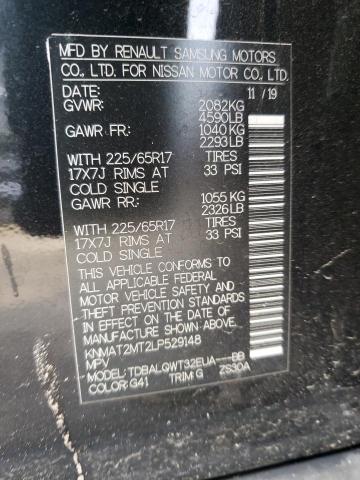 MFD BY RENAULT SAMSUNG MOTORS
CO., LTD. FOR NISSAN MOTOR CO., LTD.
DATE: 11 / 19
GVWR: 2082KG
4590LB
GAWR FR: 1040 KG
2293LB
WITH 225/65R17 TIRES
17X7J RIMS AT 33 PSI
COLD SINGLE
GAWR RR: 1055 KG
2326LB
WITH 225/65R17 TIRES
17X7J RIMS AT 33 PSI
COLD SINGLE
THIS VEHICLE CONFORMS TO
ALL APPLICABLE FEDERAL
MOTOR VEHICLE SAFETY AND
THEFT PREVENTION STANDARDS
IN EFFECT ON THE DATE OF
MANUFACTURE SHOWN ABOVE.
KNMAT2MT2LP529148
MPV
MODEL: TDBALQWT32EUA---BB
COLOR: G41 TRIM: G ZS30A